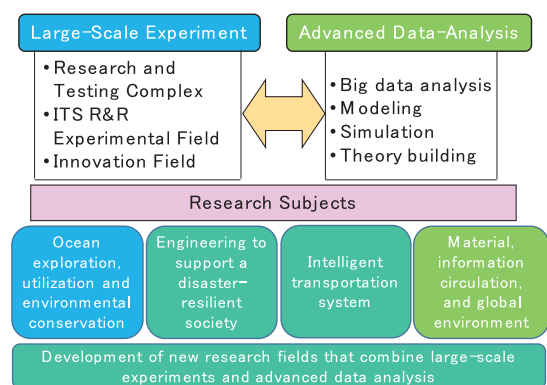 Large-Scale Experiment
• Research and
Testing Complex
• ITS R&R
Experimental Field
• Innovation Field
Advanced Data-Analysis
• Big data analysis
• Modeling
• Simulation
• Theory building
Research Subjects
Ocean
exploration,
utilization and
environmental
conservation
Engineering to
support a
disaster-
resilient
society
Intelligent
transportation
system
Material,
information
circulation,
and global
environment
Development of new research fields that combine large-scale
experiments and advanced data analysis